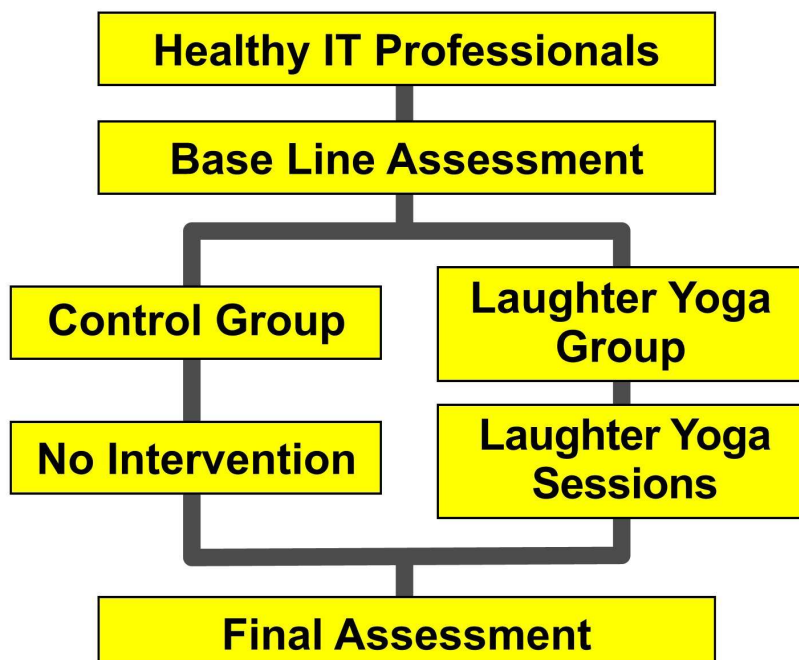 Healthy IT Professionals
Base Line Assessment
Control Group
Laughter Yoga
Group
No Intervention
Laughter Yoga
Sessions
Final Assessment